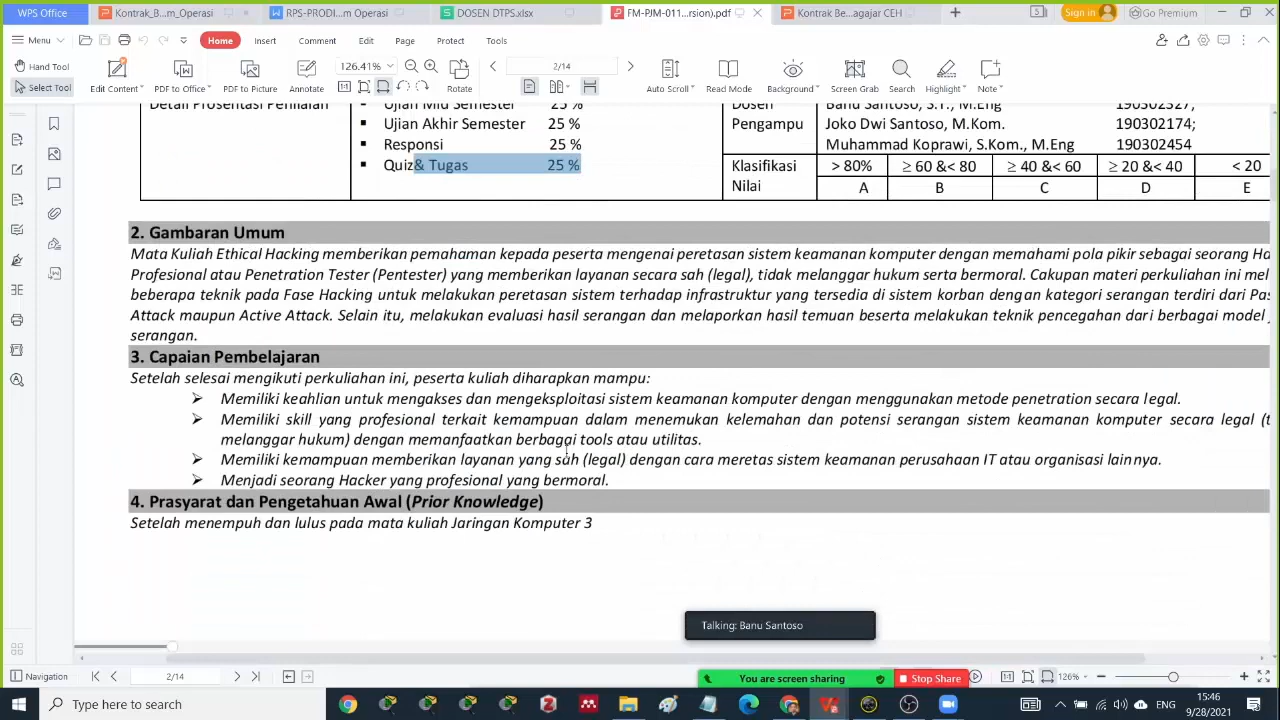 WPS Office
Kontrak_B...m_Operasi
RPS-PRODI...m Operasi
DOSEN DTPS.xlsx
FM-PJM-011...rsion).pdf
Kontrak Be...agajar CEH
Sign in
Go Premium
Menu
Home
Insert
Comment
Edit
Page
Protect
Tools
Hand Tool
Select Tool
Edit Content
PDF to Office
PDF to Picture
Annotate
126.41%
Rotate
2/14
Auto Scroll
Read Mode
Background
Screen Grab
Search
Highlight
Note
Detail Prosentasi Penilaian
Ujian Mid Semester 25 %
Ujian Akhir Semester 25 %
Responsi 25 %
Quiz& Tugas 25 %
Dosen Pengampu
Banu Santoso, S.T., M.Eng 190302327;
Joko Dwi Santoso, M.Kom. 190302174;
Muhammad Koprawi, S.Kom., M.Eng 190302454
Klasifikasi Nilai
> 80% ≥ 60 &< 80 ≥ 40 &< 60 ≥ 20 &< 40 < 20
A B C D E
2. Gambaran Umum
Mata Kuliah Ethical Hacking memberikan pemahaman kepada peserta mengenai peretasan sistem keamanan komputer dengan memahami pola pikir sebagai seorang Ha
Profesional atau Penetration Tester (Pentester) yang memberikan layanan secara sah (legal), tidak melanggar hukum serta bermoral. Cakupan materi perkuliahan ini mel
beberapa teknik pada Fase Hacking untuk melakukan peretasan sistem terhadap infrastruktur yang tersedia di sistem korban dengan kategori serangan terdiri dari Pas
Attack maupun Active Attack. Selain itu, melakukan evaluasi hasil serangan dan melaporkan hasil temuan beserta melakukan teknik pencegahan dari berbagai model
serangan.
3. Capaian Pembelajaran
Setelah selesai mengikuti perkuliahan ini, peserta kuliah diharapkan mampu:
Memiliki keahlian untuk mengakses dan mengeksploitasi sistem keamanan komputer dengan menggunakan metode penetration secara legal.
Memiliki skill yang profesional terkait kemampuan dalam menemukan kelemahan dan potensi serangan sistem keamanan komputer secara legal (t
melanggar hukum) dengan memanfaatkan berbagai tools atau utilitas.
Memiliki kemampuan memberikan layanan yang sah (legal) dengan cara meretas sistem keamanan perusahaan IT atau organisasi lainnya.
Menjadi seorang Hacker yang profesional yang bermoral.
4. Prasyarat dan Pengetahuan Awal (Prior Knowledge)
Setelah menempuh dan lulus pada mata kuliah Jaringan Komputer 3
Talking: Banu Santoso
Navigation
2/14
You are screen sharing
Stop Share
126%
Type here to search
ENG
15:46
9/28/2021